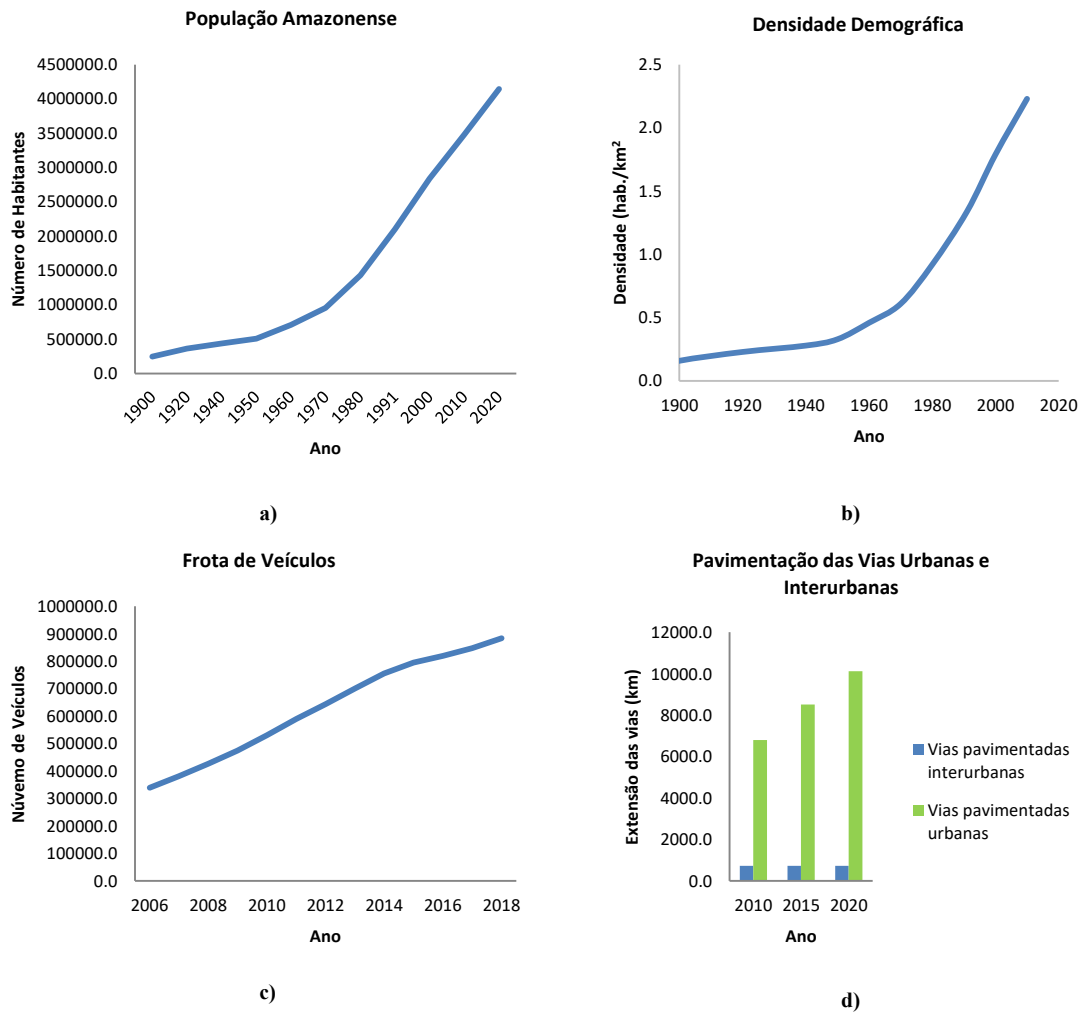 População Amazonense
Número de Habitantes
4500000.0
4000000.0
3500000.0
3000000.0
2500000.0
2000000.0
1500000.0
1000000.0
500000.0
0.0
1900 1920 1940 1950 1960 1970 1980 1991 2000 2010 2020
Ano
a)
Densidade Demográfica
Densidade (hab./km²
2.5
2.0
1.5
1.0
0.5
0.0
1900 1920 1940 1960 1980 2000 2020
Ano
b)
Frota de Veículos
Núvemo de Veículos
1000000.0
900000.0
800000.0
700000.0
600000.0
500000.0
400000.0
300000.0
200000.0
100000.0
0.0
2006 2008 2010 2012 2014 2016 2018
Ano
c)
Pavimentação das Vias Urbanas e
Interurbanas
Extensão das vias (km)
12000.0
10000.0
8000.0
6000.0
4000.0
2000.0
0.0
2010 2015 2020
Ano
Vias pavimentadas
interurbanas
Vias pavimentadas
urbanas
d)